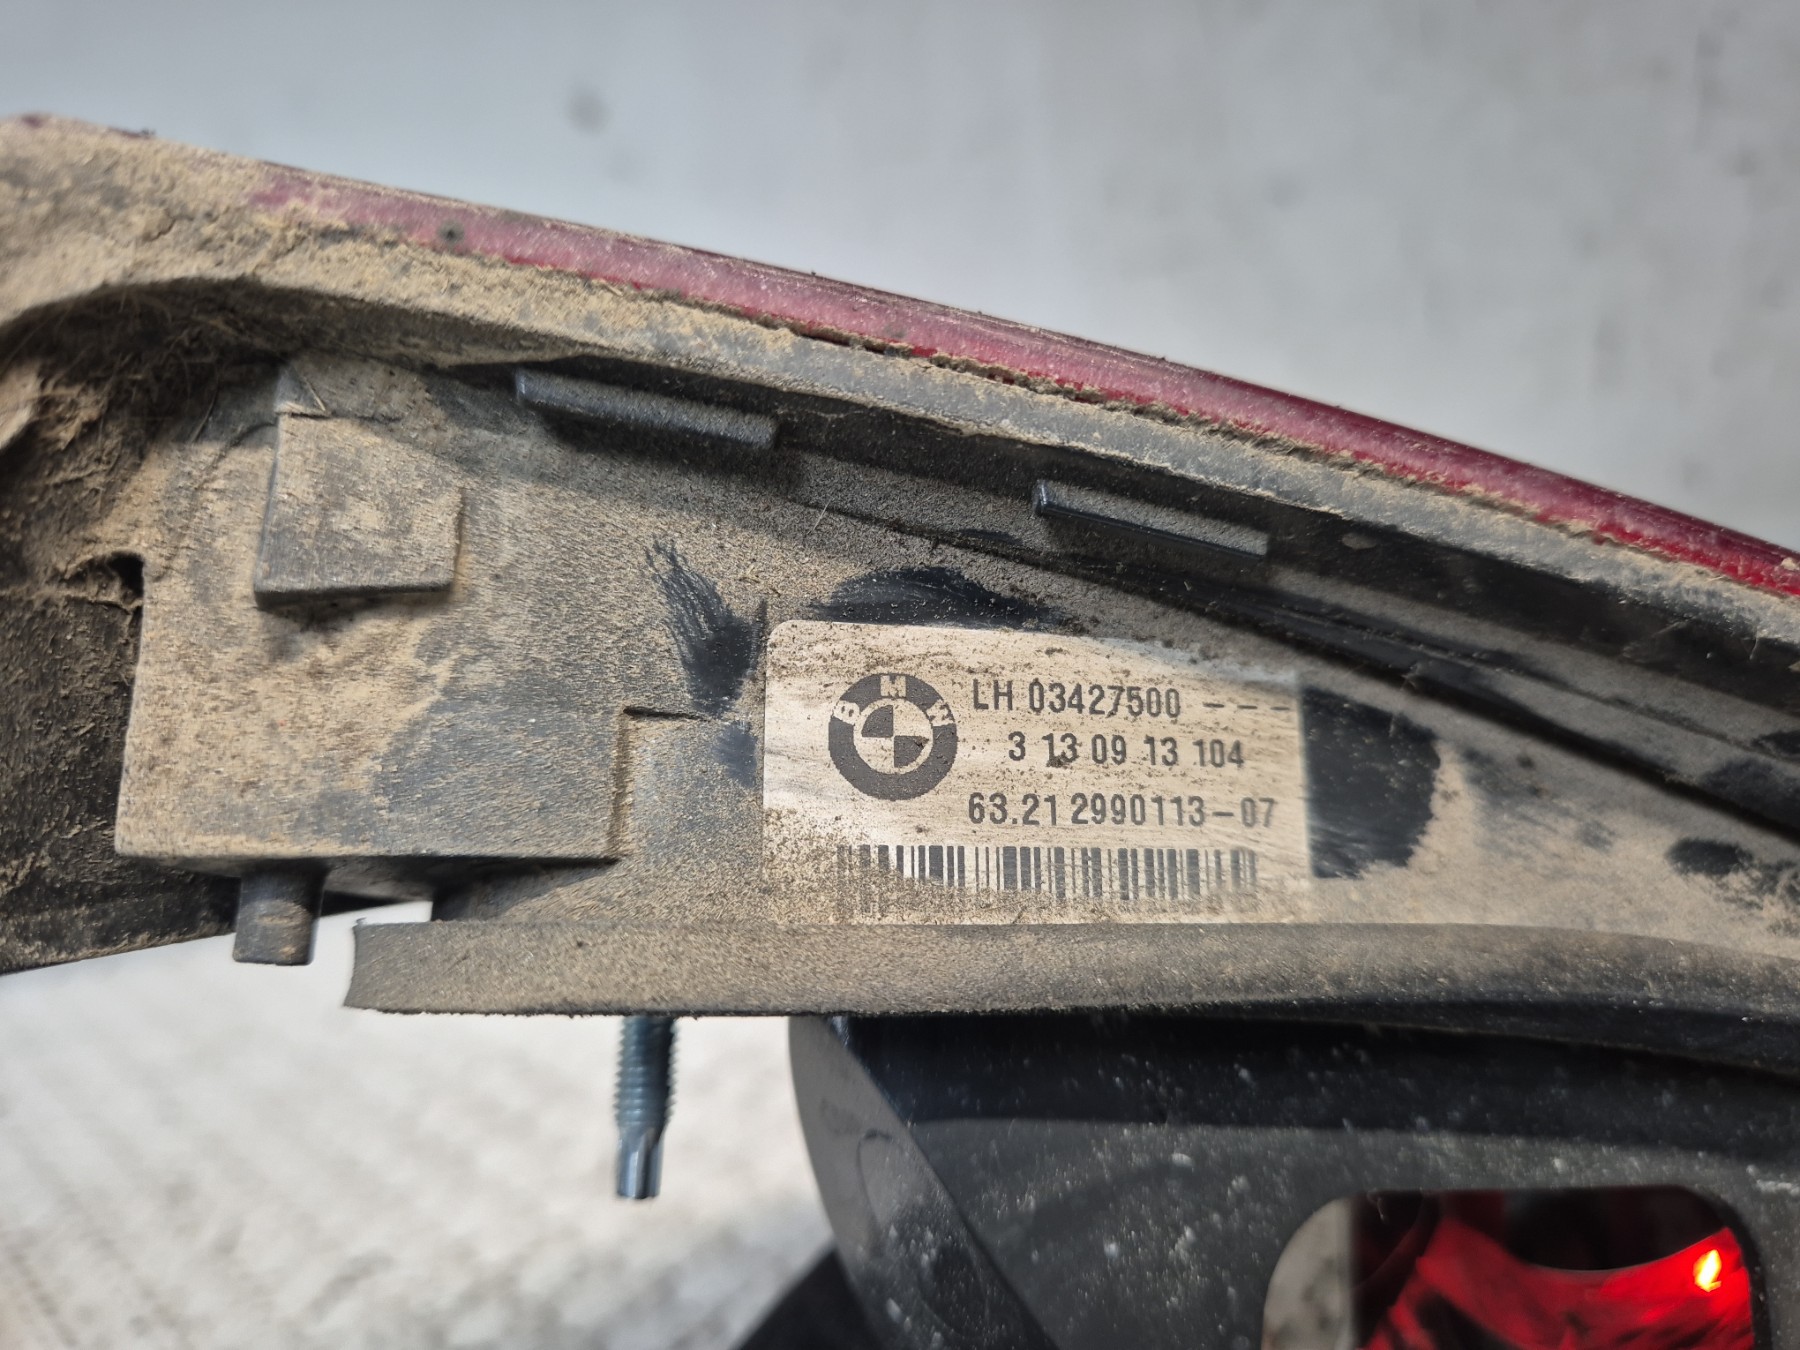 BMW
LH 03427500 ---
3 13 09 13 104
63.21 2990113-07